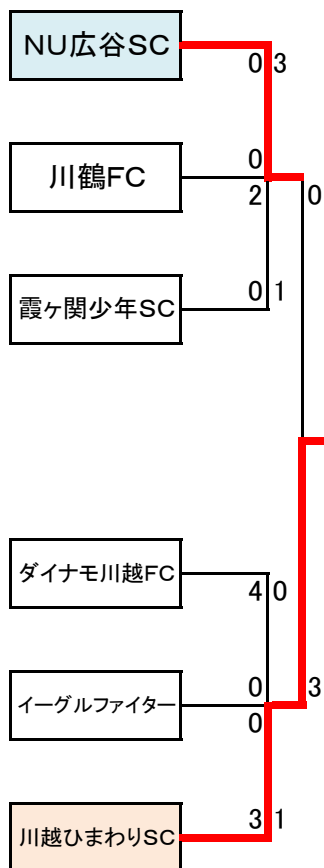 NU広谷SC
0 3
川鶴FC
0
2
0
霞ヶ関少年SC
0 1
ダイナモ川越FC
4 0
イーグルファイター
0
0
3
川越ひまわりSC
3 1